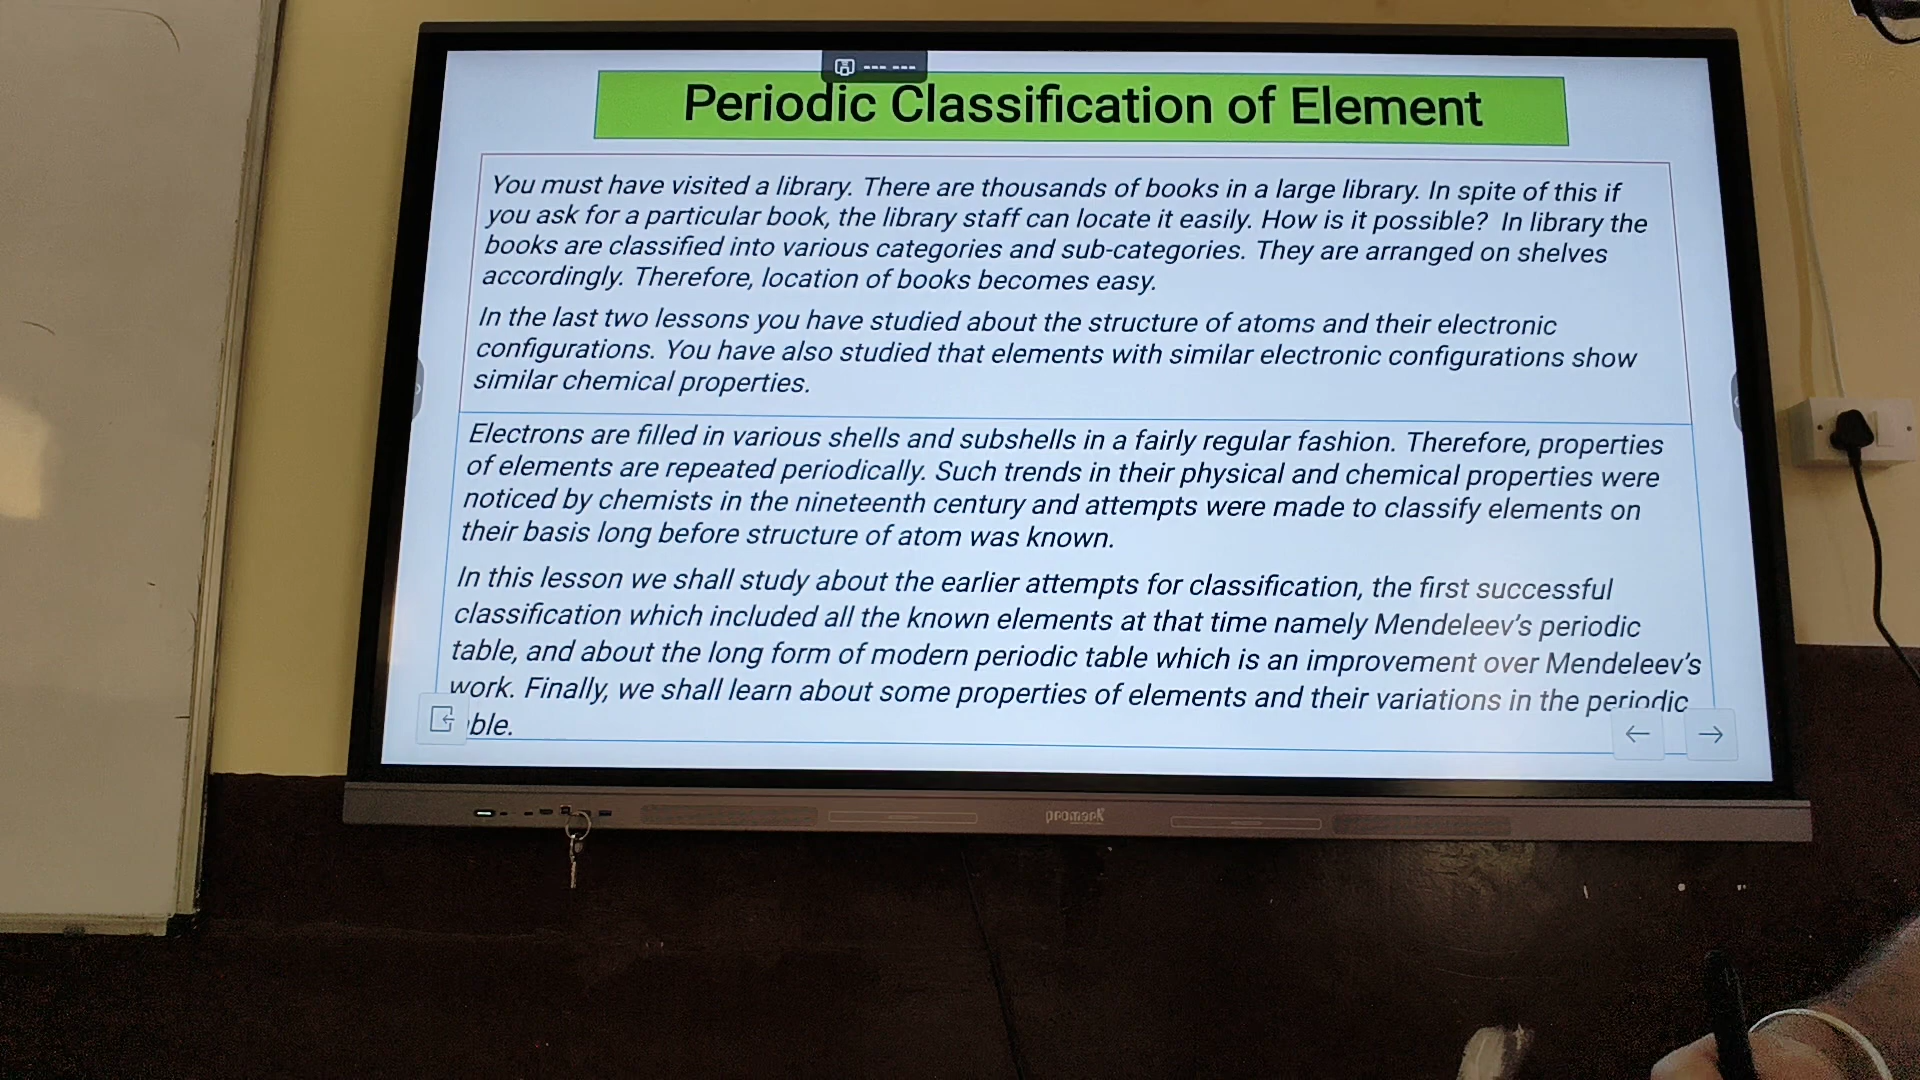 Periodic Classification of Element
You must have visited a library. There are thousands of books in a large library. In spite of this if
you ask for a particular book, the library staff can locate it easily. How is it possible? In library the
books are classified into various categories and sub-categories. They are arranged on shelves
accordingly. Therefore, location of books becomes easy.
In the last two lessons you have studied about the structure of atoms and their electronic
configurations. You have also studied that elements with similar electronic configurations show
similar chemical properties.
Electrons are filled in various shells and subshells in a fairly regular fashion. Therefore, properties
of elements are repeated periodically. Such trends in their physical and chemical properties were
noticed by chemists in the nineteenth century and attempts were made to classify elements on
their basis long before structure of atom was known.
In this lesson we shall study about the earlier attempts for classification, the first successful
classification which included all the known elements at that time namely Mendeleev's periodic
table, and about the long form of modern periodic table which is an improvement over Mendeleev's
work. Finally, we shall learn about some properties of elements and their variations in the periodic
ble.
promark